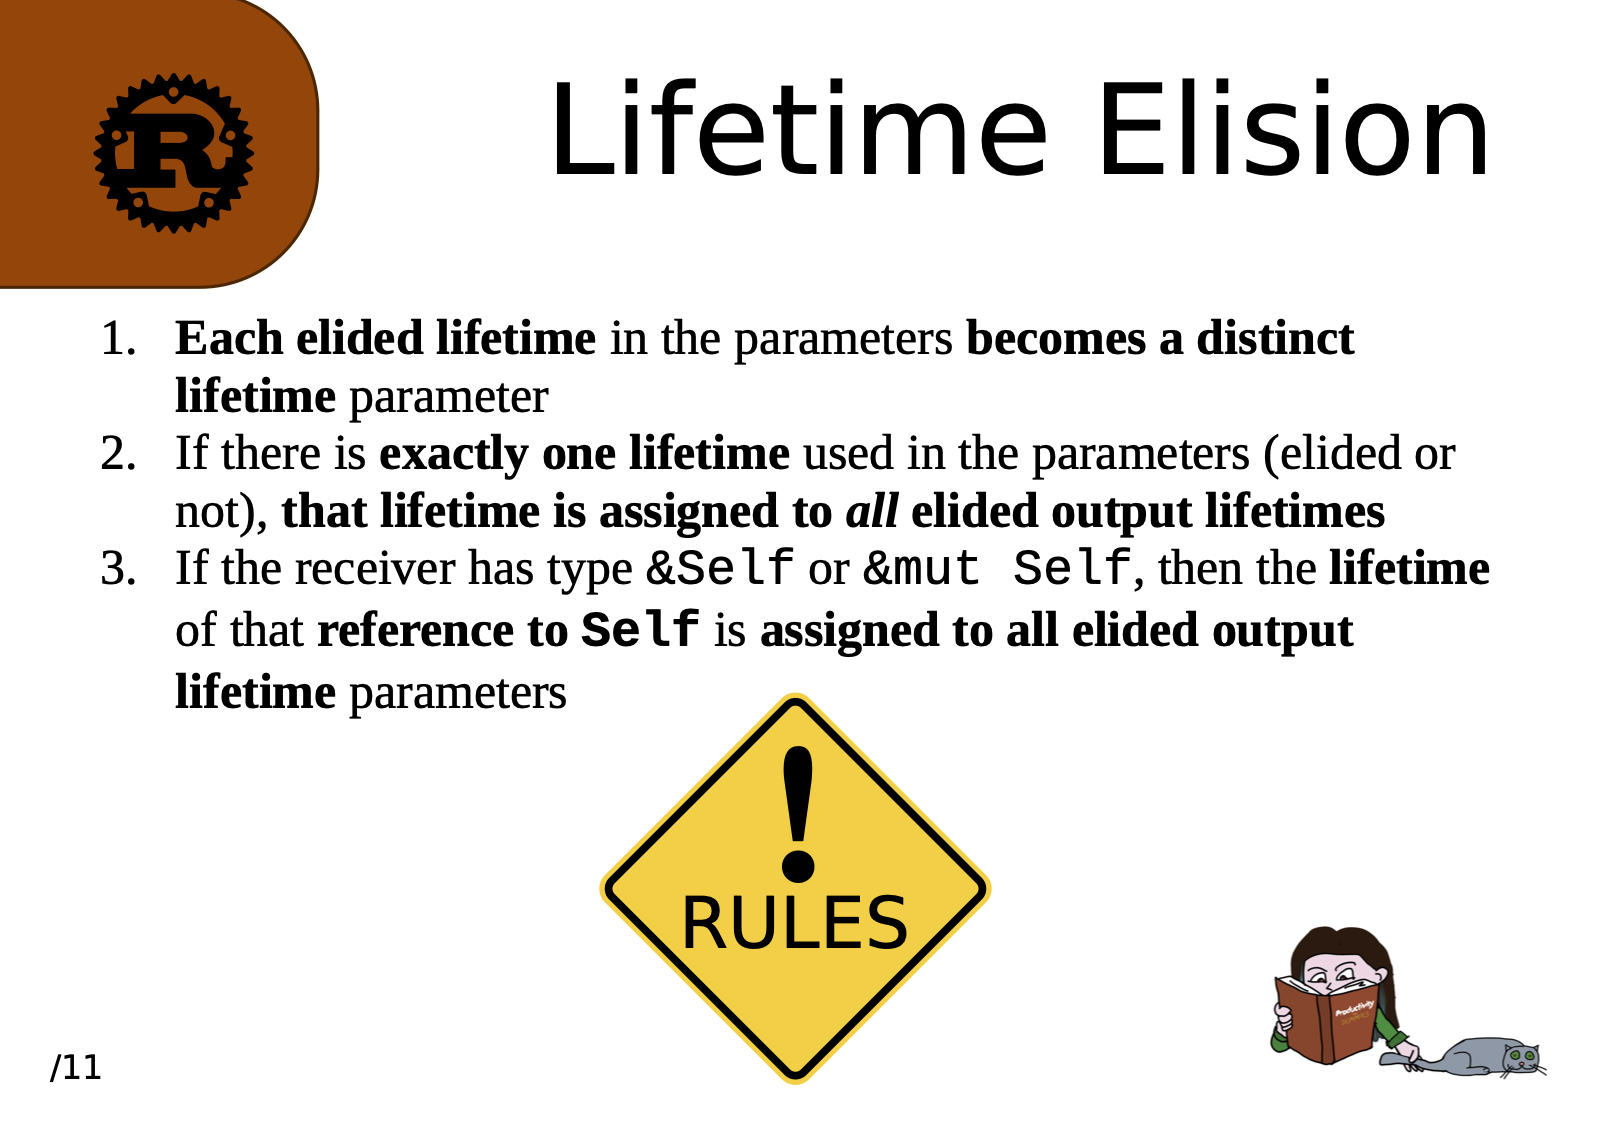 R
Lifetime Elision
1. Each elided lifetime in the parameters becomes a distinct
lifetime parameter
2. If there is exactly one lifetime used in the parameters (elided or
not), that lifetime is assigned to all elided output lifetimes
3. If the receiver has type &Self or &mut Self, then the lifetime
of that reference to Self is assigned to all elided output
lifetime parameters
!
RULES
Productivity
/11